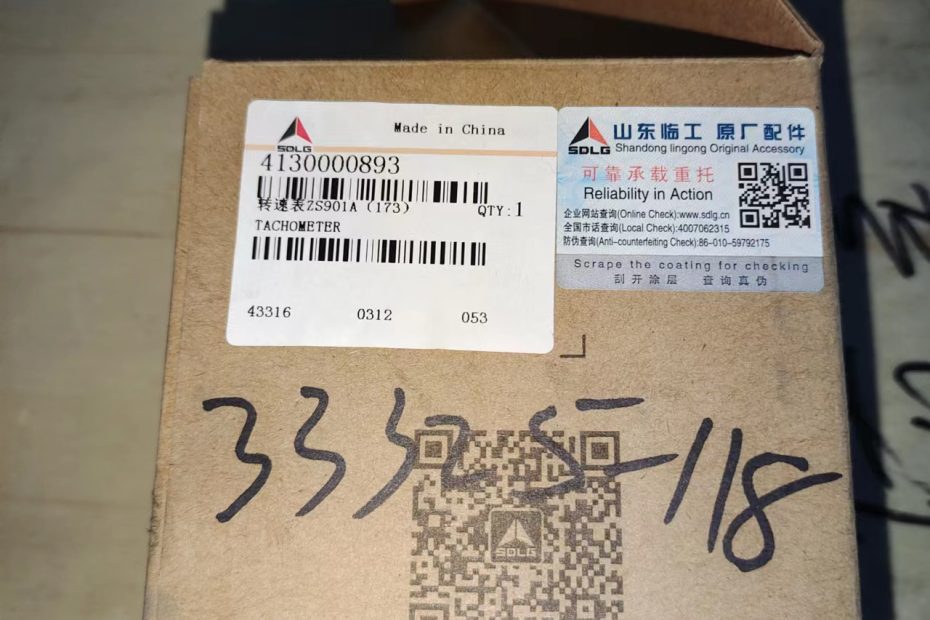 SDLG
Made in China
4130000893
转速表ZS901A (173)
QTY:1
TACHOMETER
43316 0312 053
SDLG
山东临工 原厂配件
Shandong lingong Original Accessory
可靠承载重托
Reliability in Action
企业网站查询(Online Check):www.sdlg.cn
全国市话查询(Local Check):4007062315
防伪查询(Anti-counterfeiting Check):86-010-59792175
Scrape the coating for checking
刮开涂层 查询真伪
33305-118
SDLG